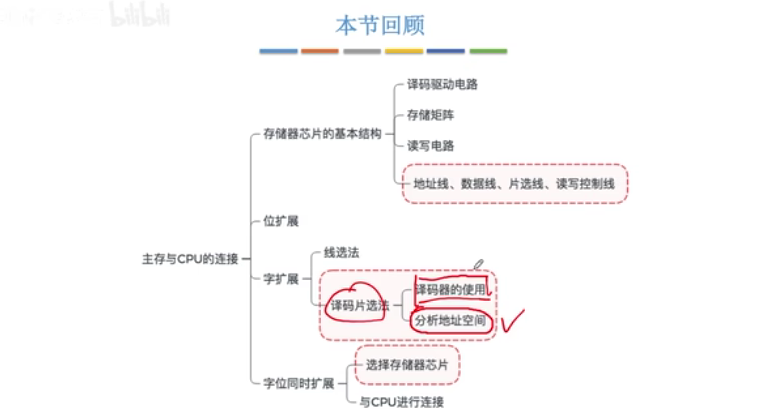 bilibili
本节回顾
译码驱动电路
存储矩阵
存储器芯片的基本结构
读写电路
地址线、数据线、片选线、读写控制线
位扩展
线选法
主存与CPU的连接
字扩展
译码器的使用
译码片选法
分析地址空间
选择存储器芯片
字位同时扩展
与CPU进行连接